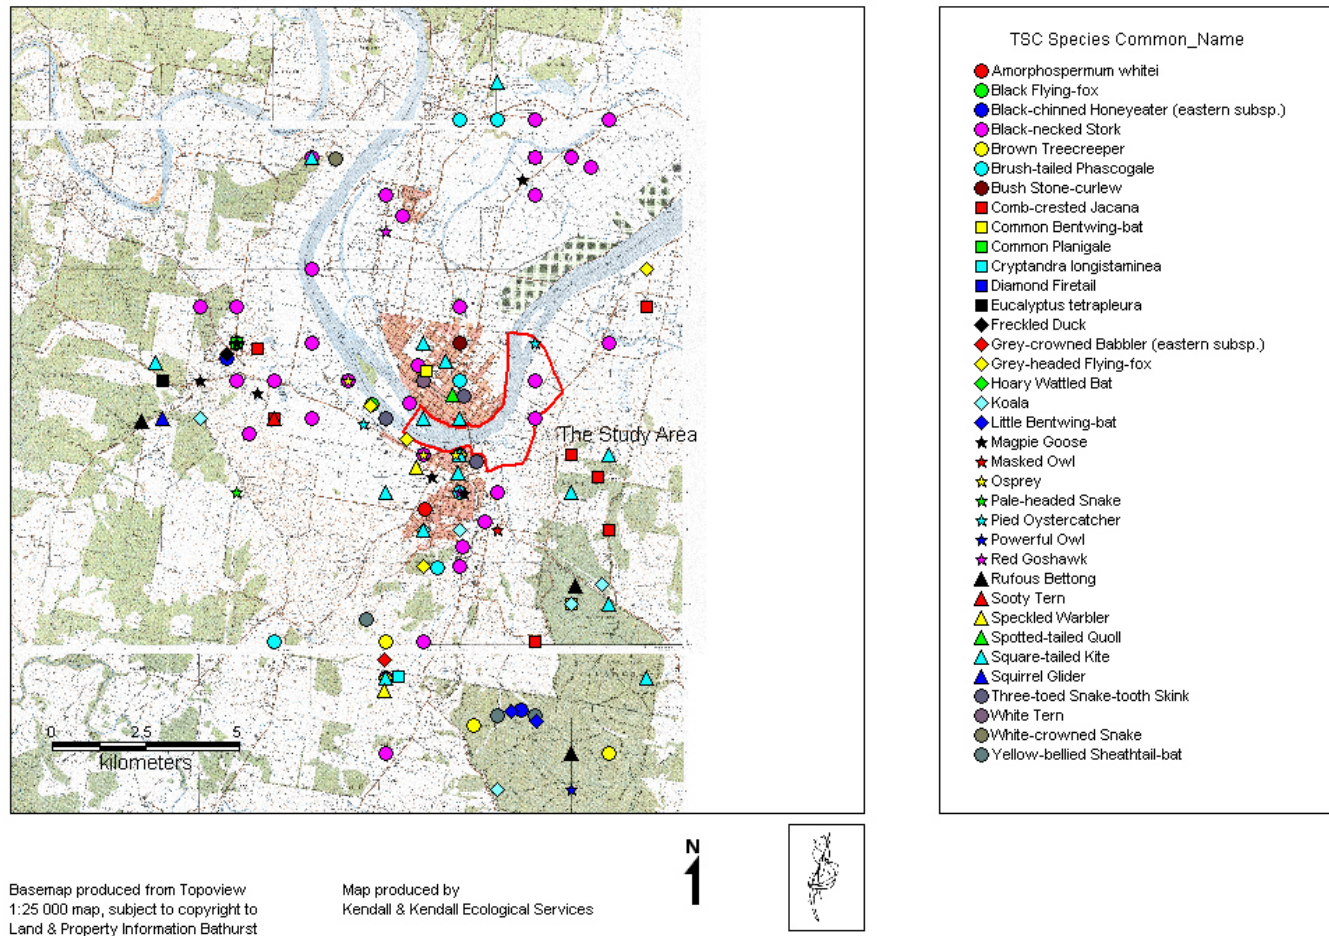 TSC Species Common_Name
Amorphospermum whitei
Black Flying-fox
Black-chinned Honeyeater (eastern subsp.)
Black-necked Stork
Brown Treecreeper
Brush-tailed Phascogale
Bush Stone-curlew
Comb-crested Jacana
Common Bentwing-bat
Common Planigale
Cryptandra longistaminea
Diamond Firetail
Eucalyptus tetrapleura
Freckled Duck
Grey-crowned Babbler (eastern subsp.)
Grey-headed Flying-fox
Hoary Wattled Bat
Koala
Little Bentwing-bat
Magpie Goose
Masked Owl
Osprey
Pale-headed Snake
Pied Oystercatcher
Powerful Owl
Red Goshawk
Rufous Bettong
Sooty Tern
Speckled Warbler
Spotted-tailed Quoll
Square-tailed Kite
Squirrel Glider
Three-toed Snake-tooth Skink
White Tern
White-crowned Snake
Yellow-bellied Sheathtail-bat
The Study Area
0 2.5 5
kilometers
N
Basemap produced from Topoview
1:25 000 map, subject to copyright to
Land & Property Information Bathurst
Map produced by
Kendall & Kendall Ecological Services